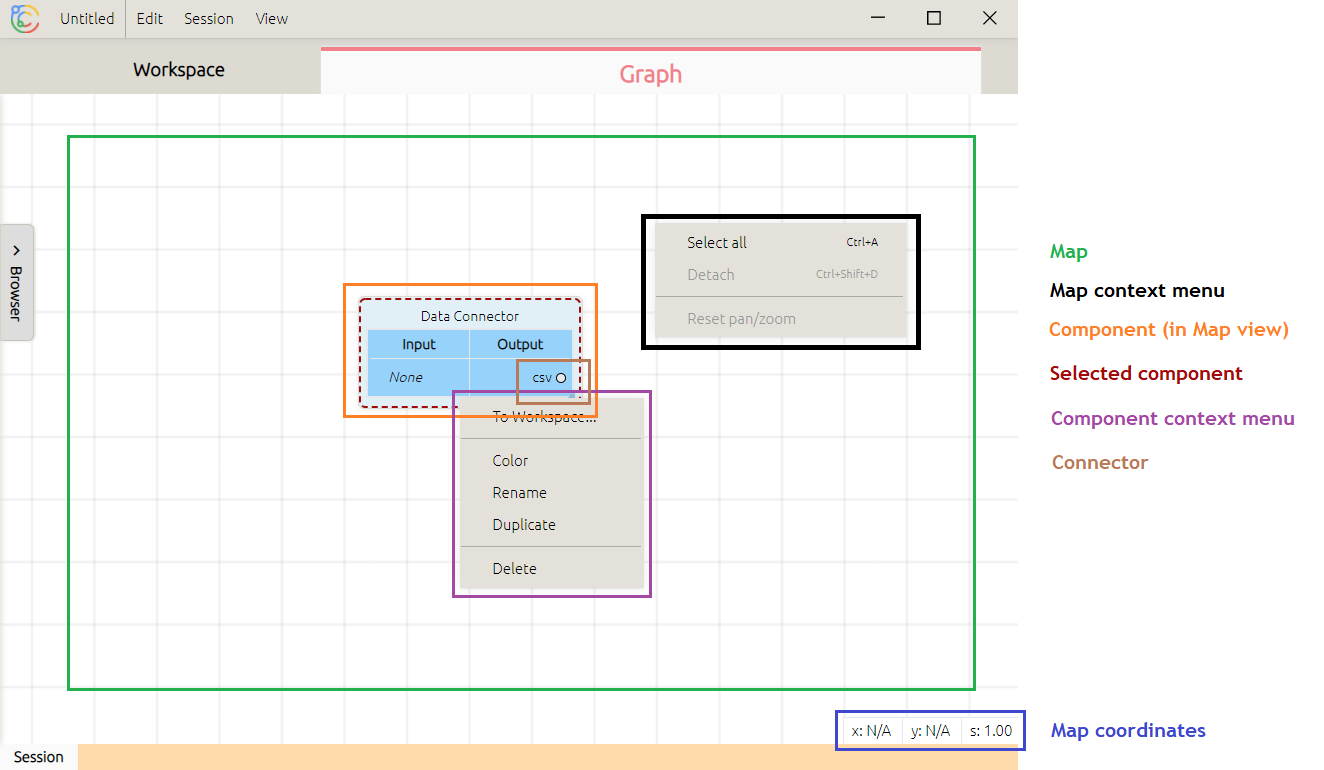 Untitled Edit Session View
Workspace
Graph
Browser
Select all Ctrl+A
Detach Ctrl+Shift+D
Reset pan/zoom
Data Connector
Input Output
None csv
To Workspace...
Color
Rename
Duplicate
Delete
Map
Map context menu
Component (in Map view)
Selected component
Component context menu
Connector
x: N/A y: N/A s: 1.00
Map coordinates
Session